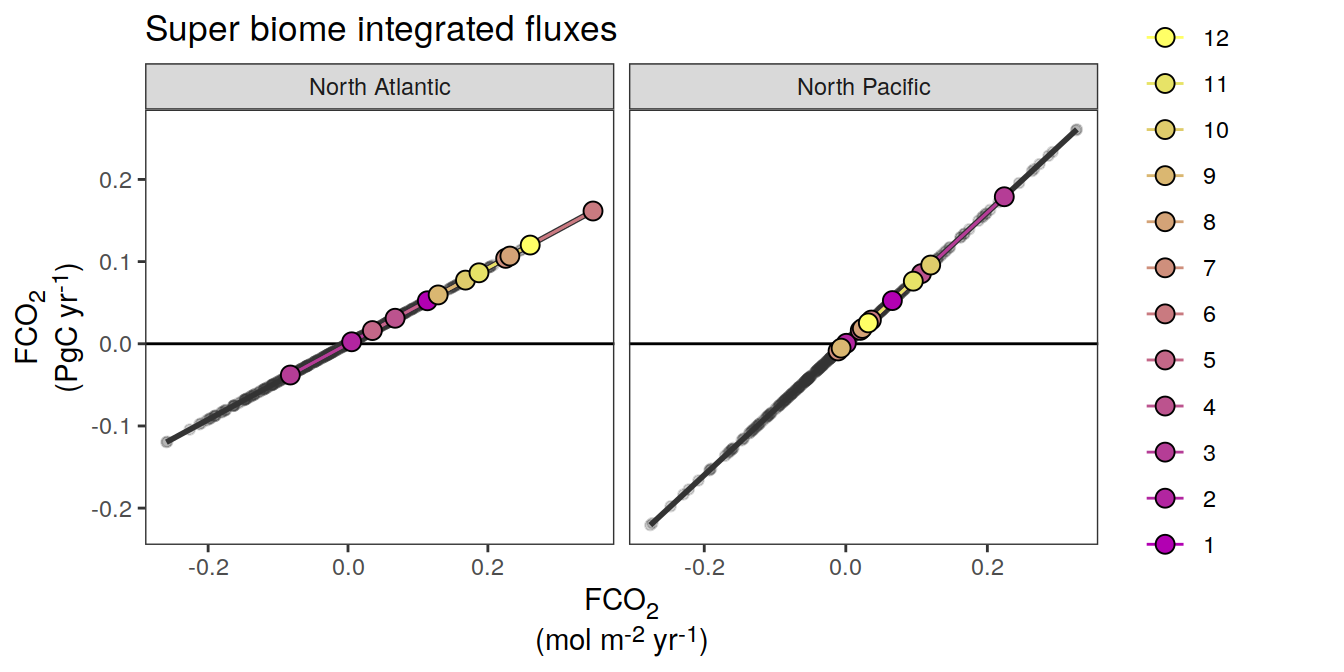 Super biome integrated fluxes
North Atlantic
North Pacific
FCO₂
(PgC yr⁻¹)
0.2
0.1
0.0
-0.1
-0.2
-0.2 0.0 0.2
-0.2 0.0 0.2
FCO₂
(mol m⁻² yr⁻¹)
12
11
10
9
8
7
6
5
4
3
2
1